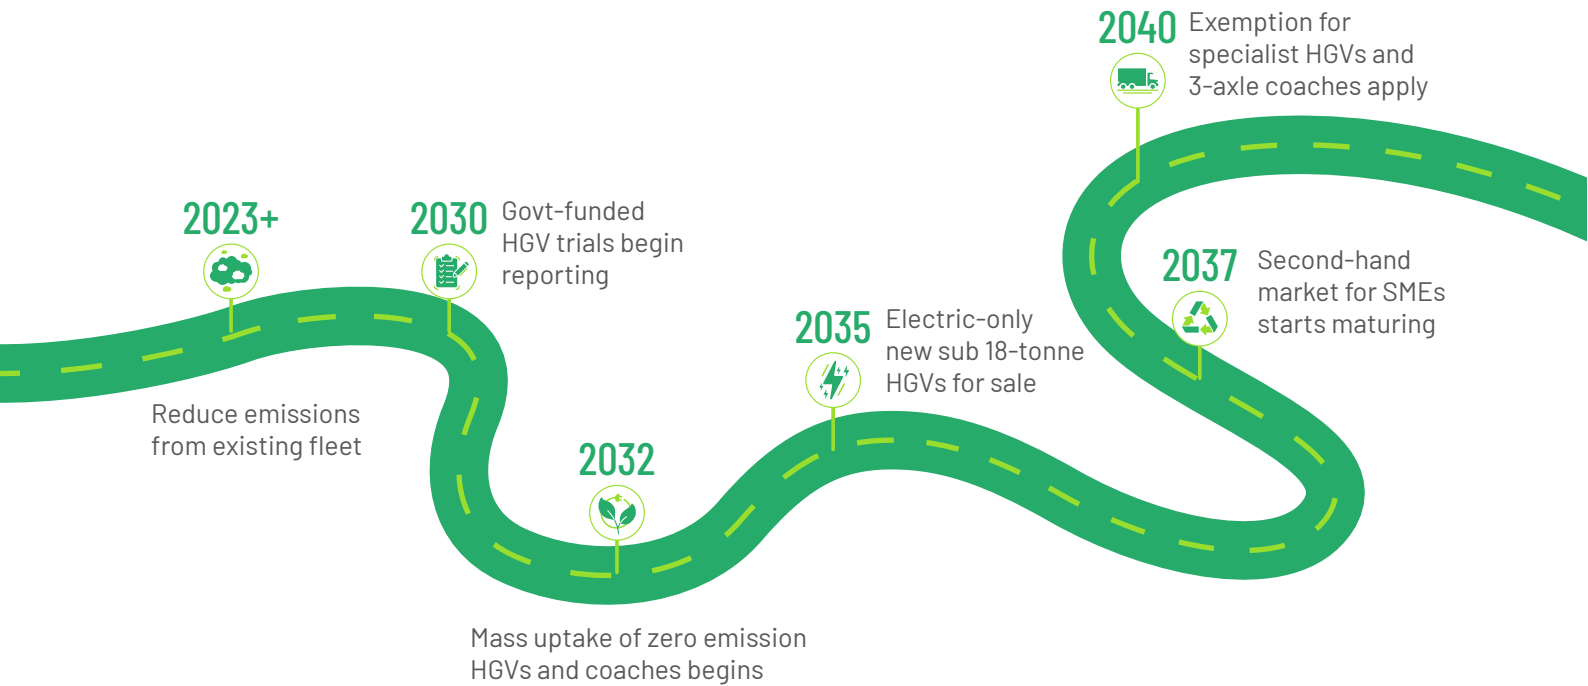 2023+
Reduce emissions
from existing fleet
2030
Govt-funded
HGV trials begin
reporting
2032
Mass uptake of zero emission
HGVs and coaches begins
2035
Electric-only
new sub 18-tonne
HGVs for sale
2037
Second-hand
market for SMEs
starts maturing
2040
Exemption for
specialist HGVs and
3-axle coaches apply